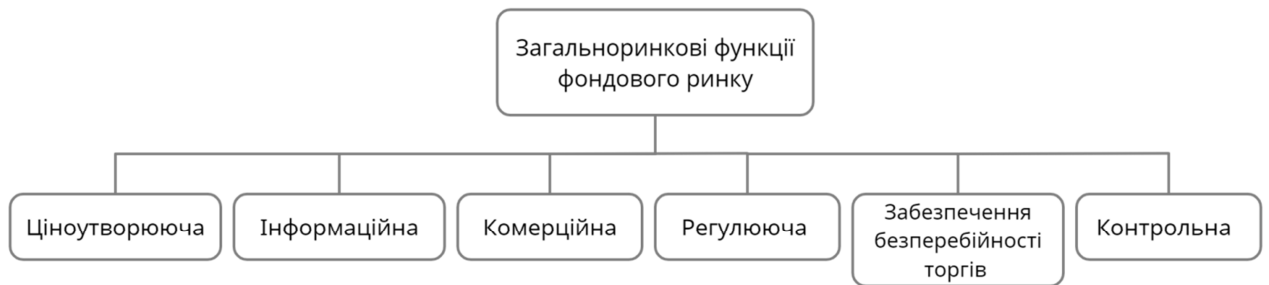 Загальноринкові функції
фондового ринку
Ціноутворююча
Інформаційна
Комерційна
Регулююча
Забезпечення
безперебійності
торгів
Контрольна